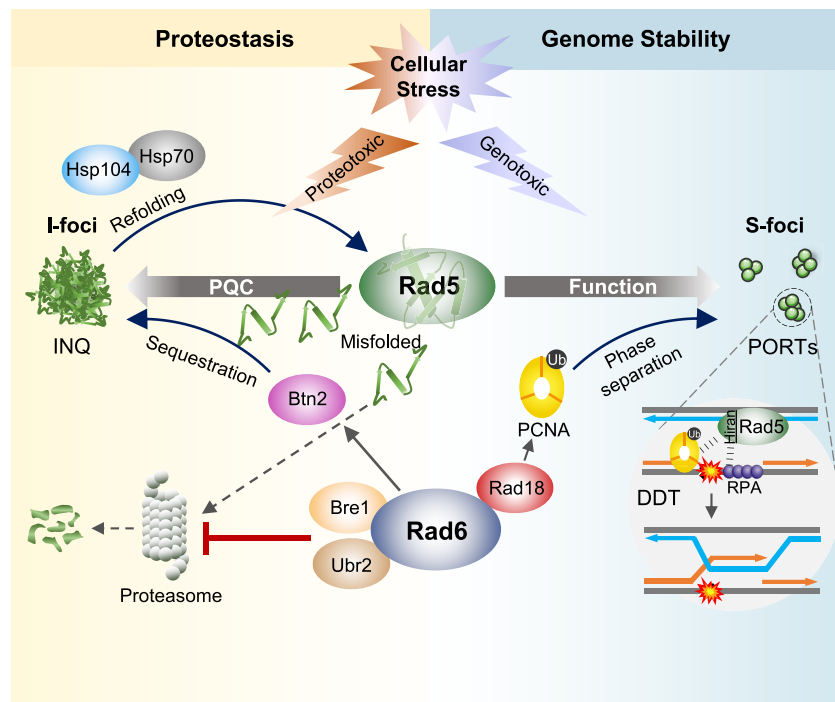 Proteostasis
Genome Stability
Cellular
Stress
Proteotoxic
Genotoxic
Hsp104
Hsp70
Refolding
I-foci
S-foci
PQC
Rad5
Function
INQ
Misfolded
PORTs
Sequestration
Phase
separation
Btn2
Ub
PCNA
Rad18
Bre1
Rad6
Ubr2
Proteasome
Ub
Hiran
Rad5
RPA
DDT